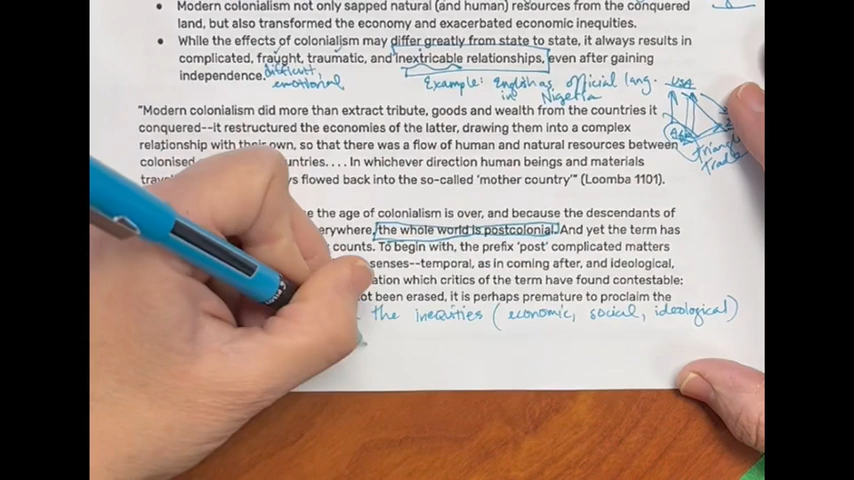 Modern colonialism not only sapped natural (and human) resources from the conquered
land, but also transformed the economy and exacerbated economic inequities.
While the effects of colonialism may differ greatly from state to state, it always results in
complicated, fraught, traumatic, and inextricable relationships, even after gaining
independence.
difficult,
emotional
Example: English as official lang.
in Nigeria
USA
"Modern colonialism did more than extract tribute, goods and wealth from the countries it
conquered--it restructured the economies of the latter, drawing them into a complex
relationship with their own, so that there was a flow of human and natural resources between
colonised untries.... In whichever direction human beings and materials
s flowed back into the so-called 'mother country'" (Loomba 1101).
Trade
e the age of colonialism is over, and because the descendants of
erywhere, the whole world is postcolonial. And yet the term has
counts. To begin with, the prefix 'post' complicated matters
senses--temporal, as in coming after, and ideological,
ation which critics of the term have found contestable:
ot been erased, it is perhaps premature to proclaim the
the inequities (economic, social, ideological)